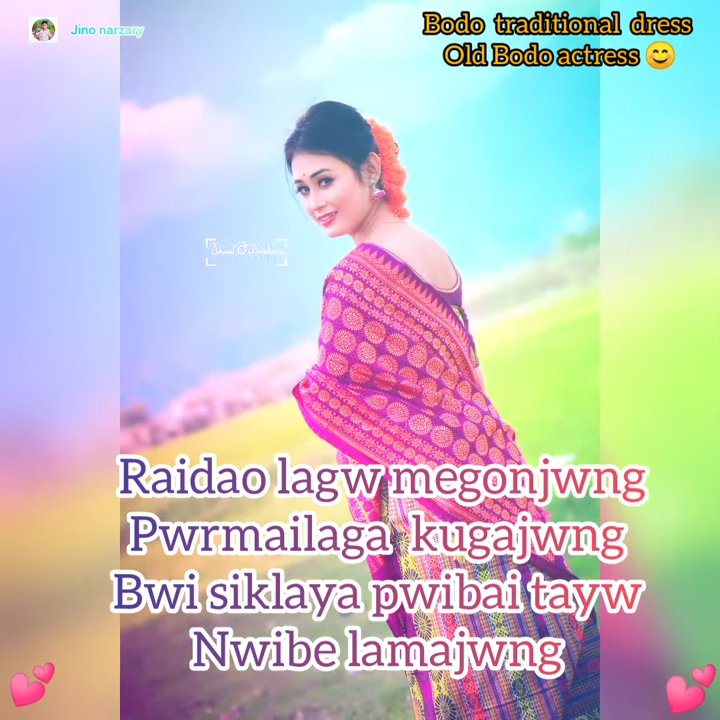 Jino narzary
Bodo traditional dress
Old Bodo actress 😊
Raidao lagw megonjwng
Pwrmailaga kugajwng
Bwi siklaya pwibai tayw
Nwibe lamajwng